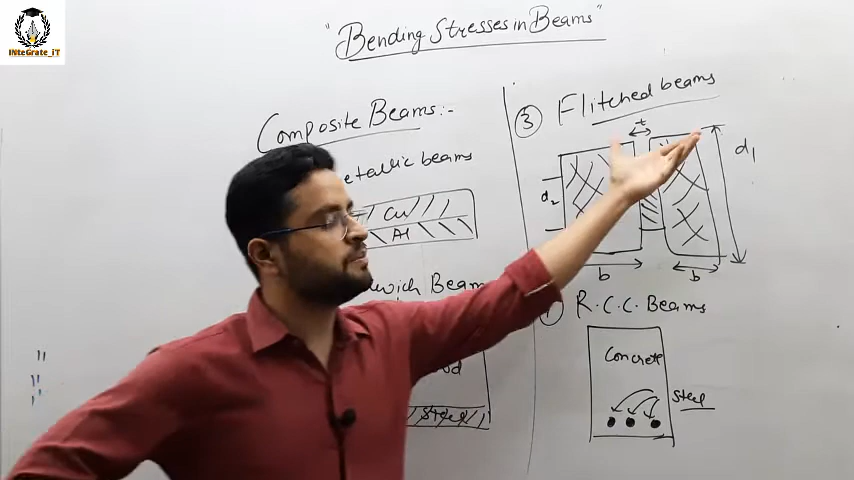 INteGrate_iT
"Bending Stresses in Beams"
Composite Beams:-
etallic beams
Cu
Al
wich Beam
od
Steel
③ Flitched beams
t
d₂
d₁
b
b
R.C.C. Beams
Concrete
Steel